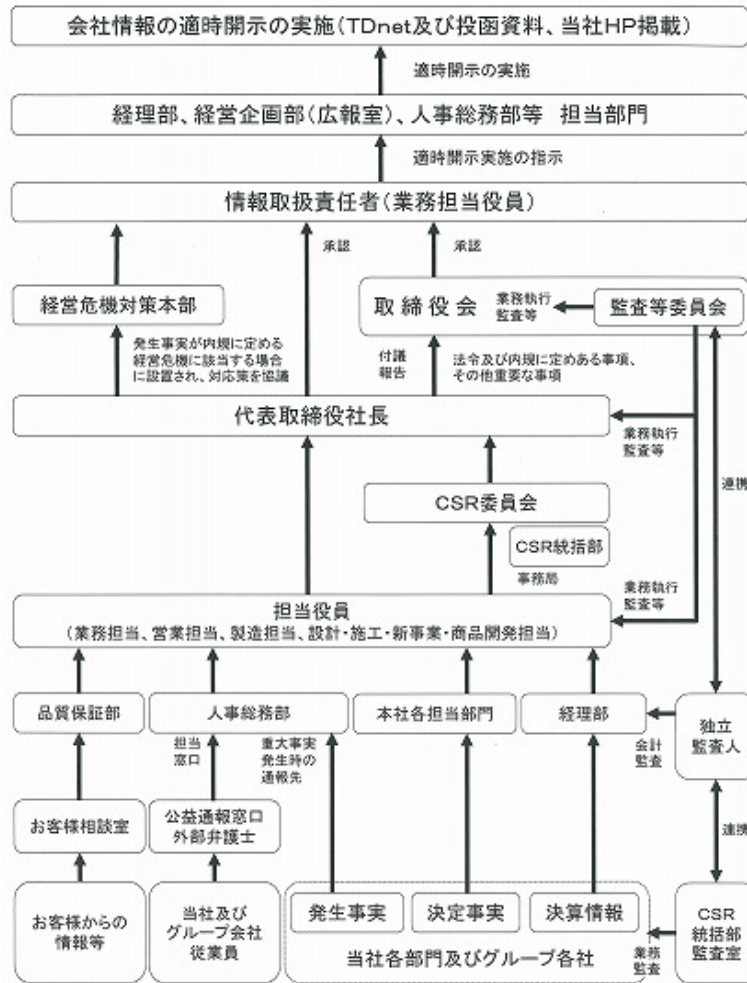 会社情報の適時開示の実施(TDnet及び投函資料、当社HP掲載)
適時開示の実施
経理部、経営企画部(広報室)、人事総務部等 担当部門
適時開示実施の指示
情報取扱責任者(業務担当役員)
承認
承認
経営危機対策本部
取締役会
業務執行
監査等
監査等委員会
発生事実が内規に定める
経営危機に該当する場合
に設置され、対応策を協議
付議
報告
法令及び内規に定めある事項、
その他重要な事項
代表取締役社長
業務執行
監査等
連携
CSR委員会
CSR統括部
事務局
業務執行
監査等
担当役員
(業務担当、営業担当、製造担当、設計・施工・新事業・商品開発担当)
品質保証部
人事総務部
本社各担当部門
経理部
独立
監査人
担当
窓口
重大事実
発生時の
通報先
会計
監査
お客様相談室
公益通報窓口
外部弁護士
連携
お客様からの
情報等
当社及び
グループ会社
従業員
発生事実
決定事実
決算情報
当社各部門及びグループ各社
業務
監査
CSR
統括部
監査室